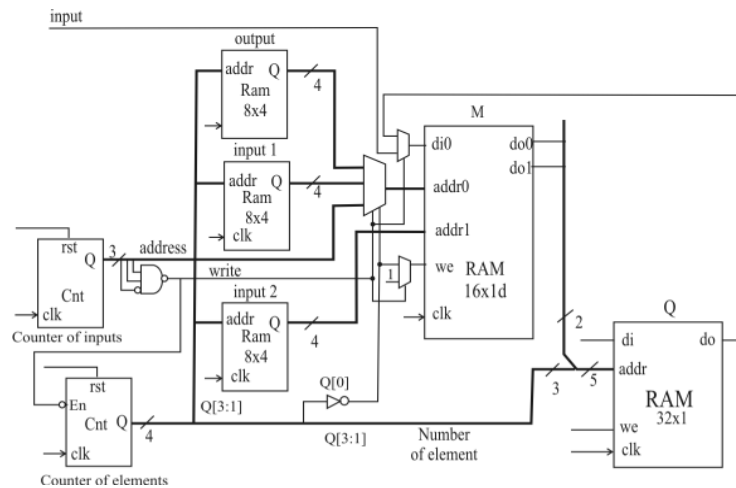 input
output
addr Q
Ram
8x4
4
M
di0
do0
do1
input 1
addr Q
Ram
8x4
clk
4
addr0
addr1
rst
Q
3
address
Cnt
clk
Counter of inputs
write
1
we
RAM
16x1d
clk
input 2
addr Q
Ram
8x4
clk
4
2
Q
di
do
addr
RAM
32x1
we
clk
rst
En
Cnt Q
clk
4
Counter of elements
Q[3:1]
Q[0]
Q[3:1]
Number
of element
3
5